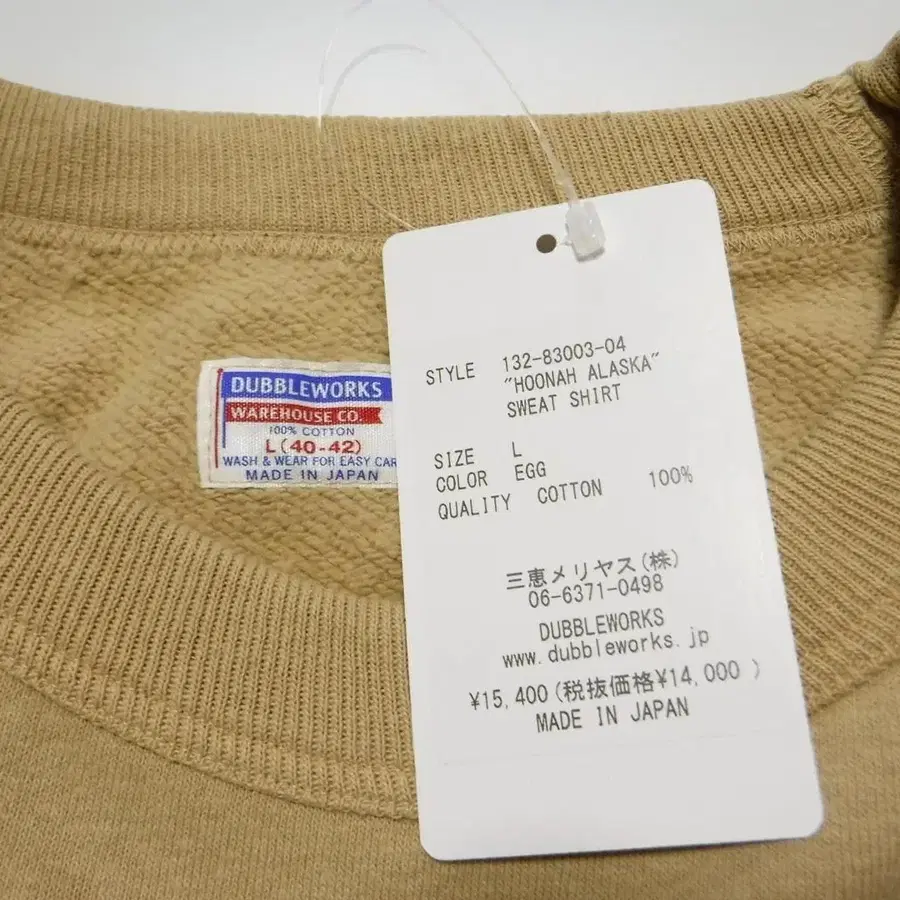 DUBBLEWORKS
WAREHOUSE CO.
100% COTTON
L(40-42)
WASH & WEAR FOR EASY CAR
MADE IN JAPAN
STYLE 132-83003-04
"HOONAH ALASKA"
SWEAT SHIRT
SIZE L
COLOR EGG
QUALITY COTTON 100%
三恵メリヤス(株)
06-6371-0498
DUBBLEWORKS
www.dubbleworks.jp
¥15,400(税抜価格¥14,000 )
MADE IN JAPAN